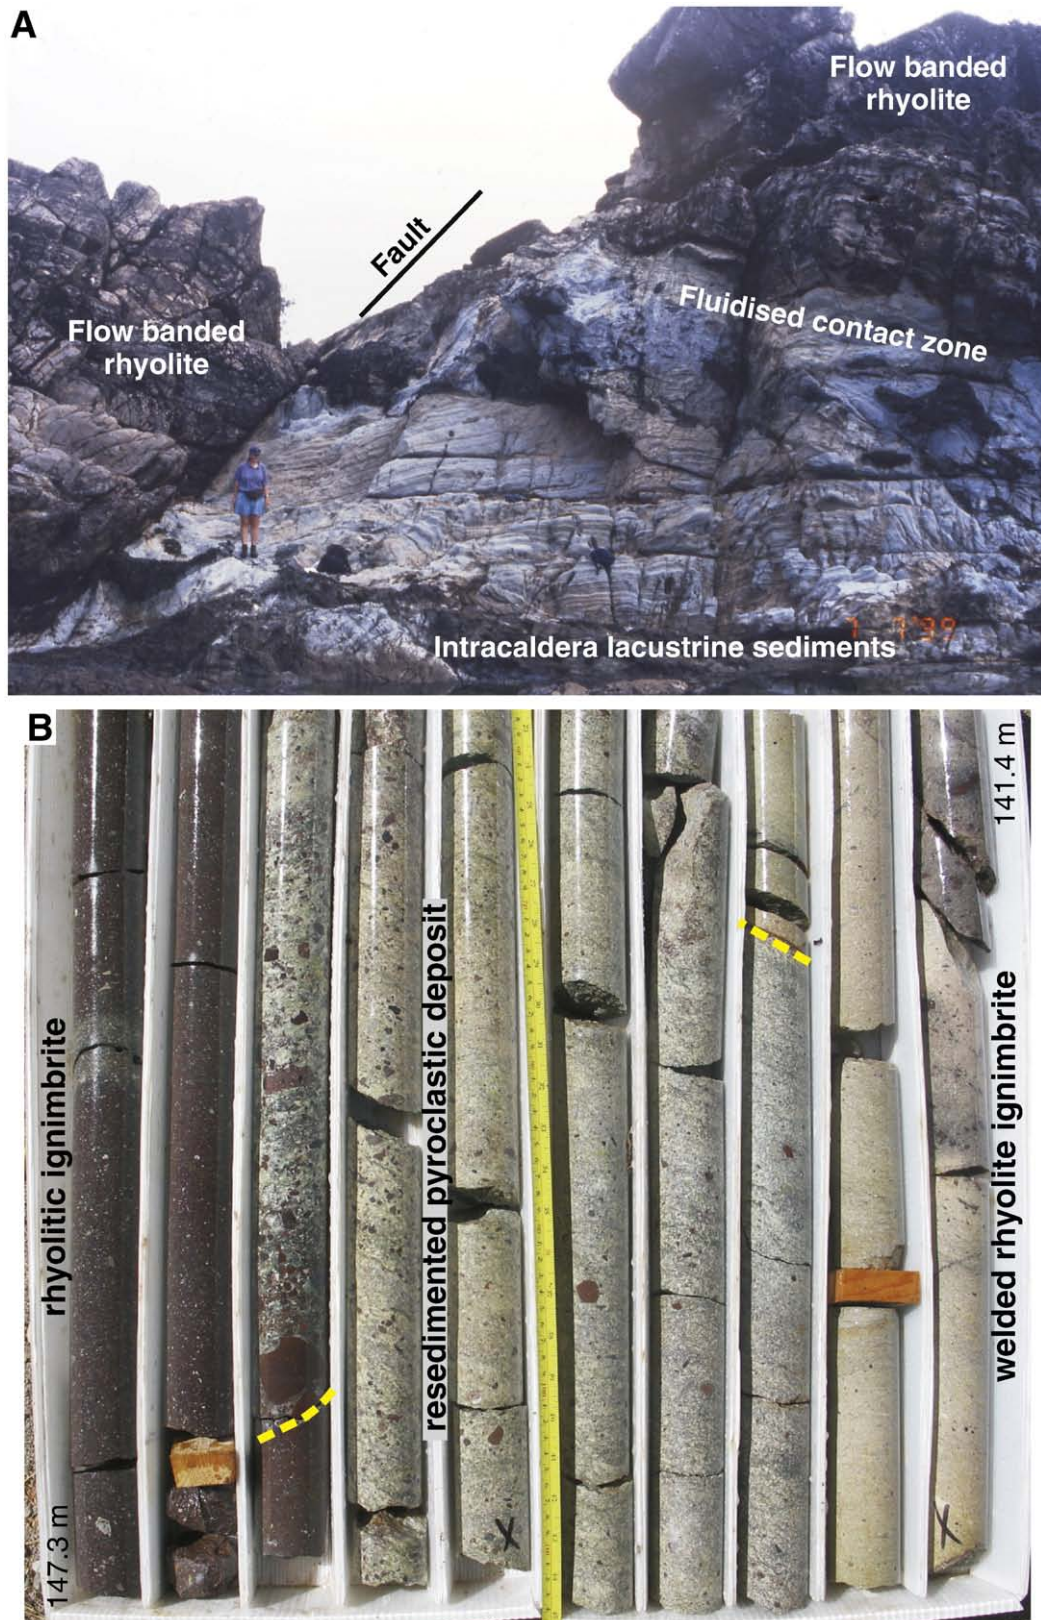 A
Flow banded
rhyolite
Fault
Flow banded
rhyolite
Fluidised contact zone
Intracaldera lacustrine sediments
B
147.3 m
rhyolitic ignimbrite
resedimented pyroclastic deposit
X
141.4 m
welded rhyolite ignimbrite
X